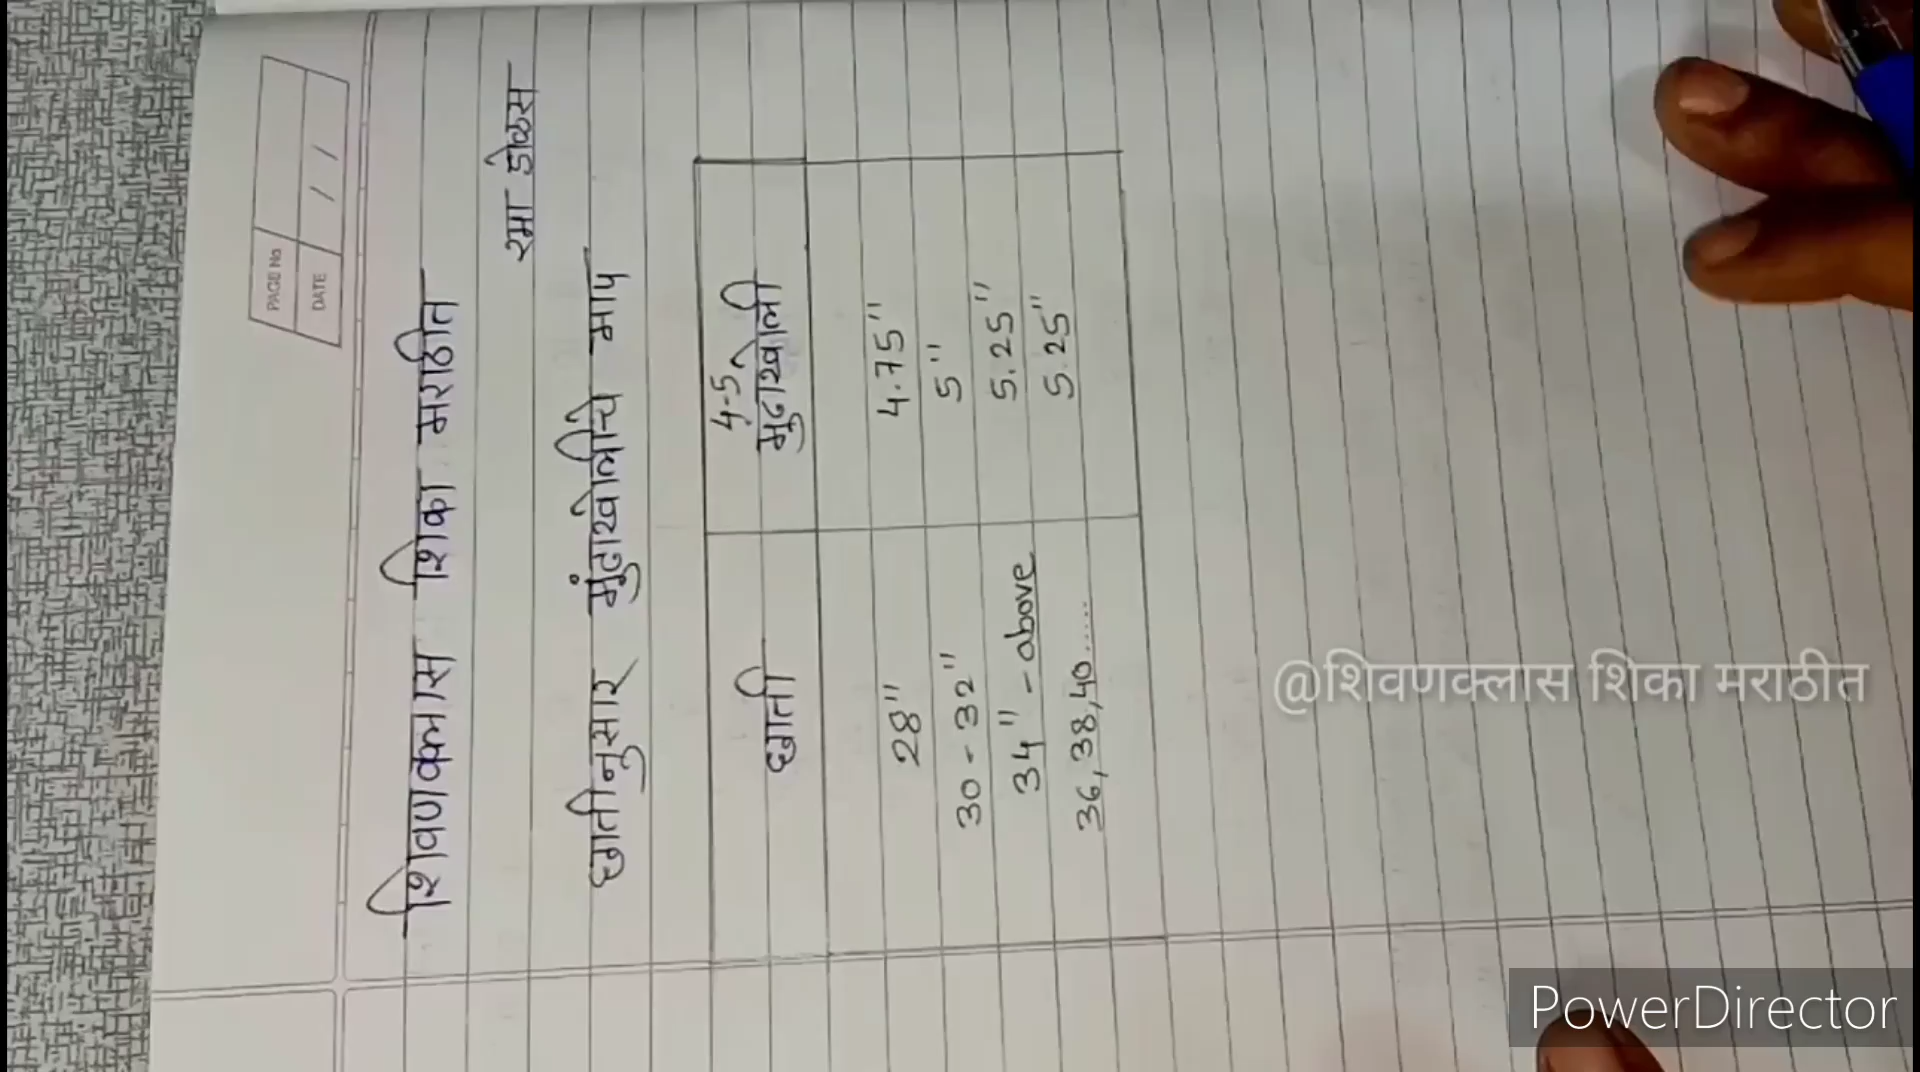 PAGE No
DATE / /
शिवणक्लास शिका मराठीत
रमा डोळस
छातीनुसार मुंढाखोलीचे माप
छाती 4-5 मुढाखोली
28" 4.75"
30-32" 5"
34" - above 5.25"
36, 38, 40...... 5.25"
@शिवणक्लास शिका मराठीत
PowerDirector